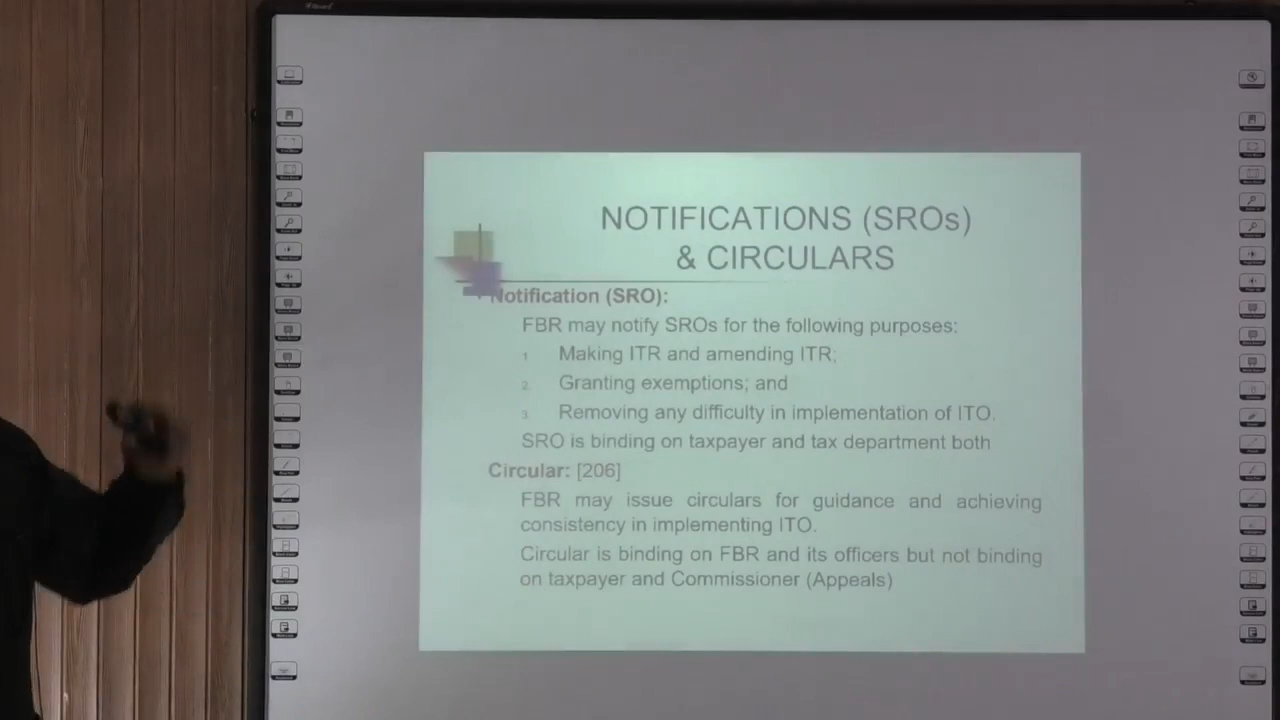 NOTIFICATIONS (SROs)
& CIRCULARS
Notification (SRO):
FBR may notify SROs for the following purposes:
1. Making ITR and amending ITR;
2. Granting exemptions; and
3. Removing any difficulty in implementation of ITO.
SRO is binding on taxpayer and tax department both
Circular: [206]
FBR may issue circulars for guidance and achieving
consistency in implementing ITO.
Circular is binding on FBR and its officers but not binding
on taxpayer and Commissioner (Appeals)